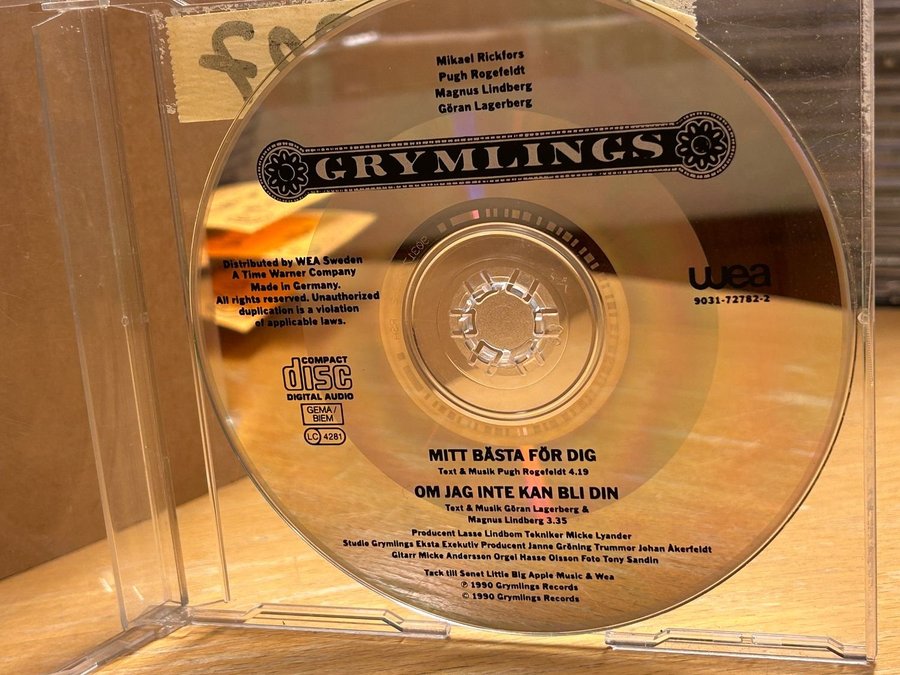 Mikael Rickfors
Pugh Rogefeldt
Magnus Lindberg
Göran Lagerberg
GRYMLINGS
Distributed by WEA Sweden
A Time Warner Company
Made in Germany.
All rights reserved. Unauthorized
duplication is a violation
of applicable laws.
wea
9031-72782-2
COMPACT
disc
DIGITAL AUDIO
GEMA/
BIEM
LC 4281
MITT BÄSTA FÖR DIG
Text & Musik Pugh Rogefeldt 4.19
OM JAG INTE KAN BLI DIN
Text & Musik Göran Lagerberg &
Magnus Lindberg 3.35
Producent Lasse Lindbom Tekniker Micke Lyander
Studio Grymlings Eksta Exekutiv Producent Janne Gröning Trummor Johan Åkerfeldt
Gitarr Micke Andersson Orgel Hasse Olsson Foto Tony Sandin
Tack till Sonet Little Big Apple Music & Wea
℗ 1990 Grymlings Records
© 1990 Grymlings Records